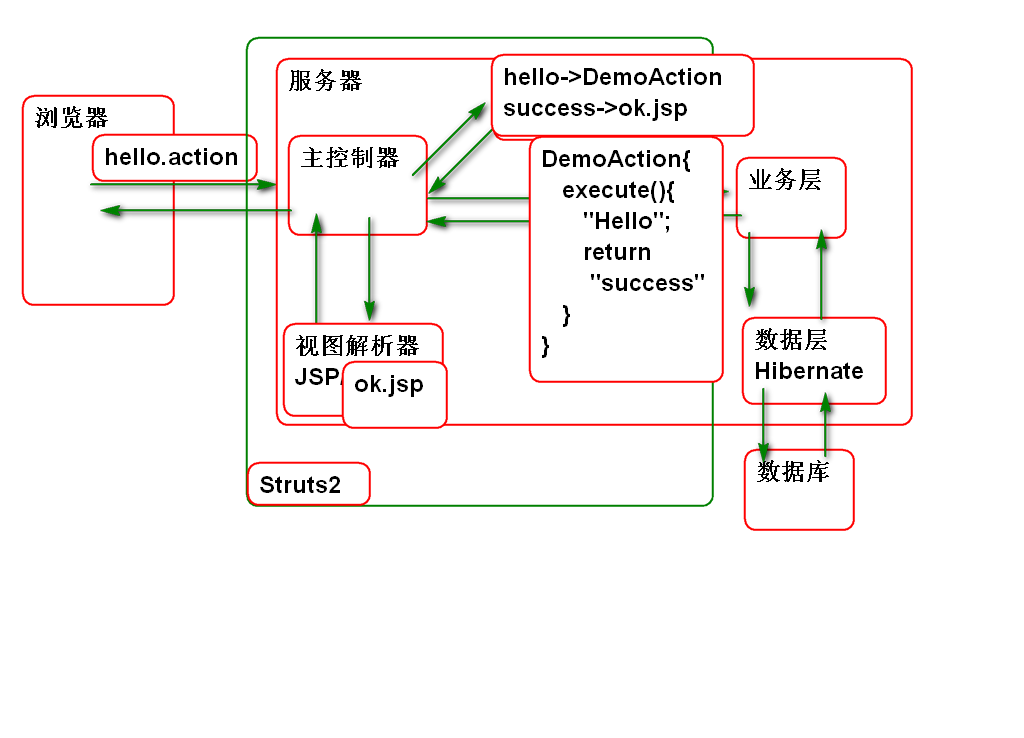 浏览器
hello.action
服务器
主控制器
hello->DemoAction
success->ok.jsp
DemoAction{
execute(){
"Hello";
return
"success"
}
}
业务层
视图解析器
JSP
ok.jsp
数据层
Hibernate
数据库
Struts2